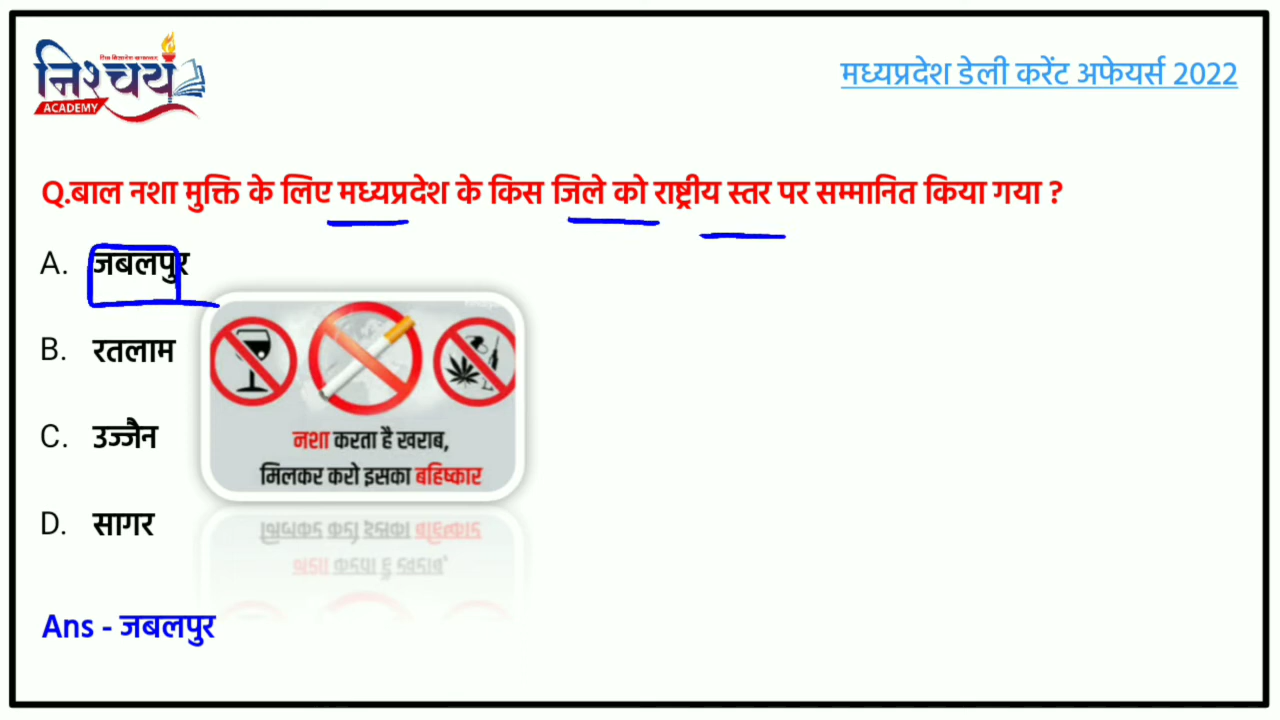 निश्चय
ACADEMY
मध्यप्रदेश डेली करेंट अफेयर्स 2022
Q.बाल नशा मुक्ति के लिए मध्यप्रदेश के किस जिले को राष्ट्रीय स्तर पर सम्मानित किया गया ?
A. जबलपुर
B. रतलाम
C. उज्जैन
D. सागर
नशा करता है खराब,
मिलकर करो इसका बहिष्कार
Ans - जबलपुर